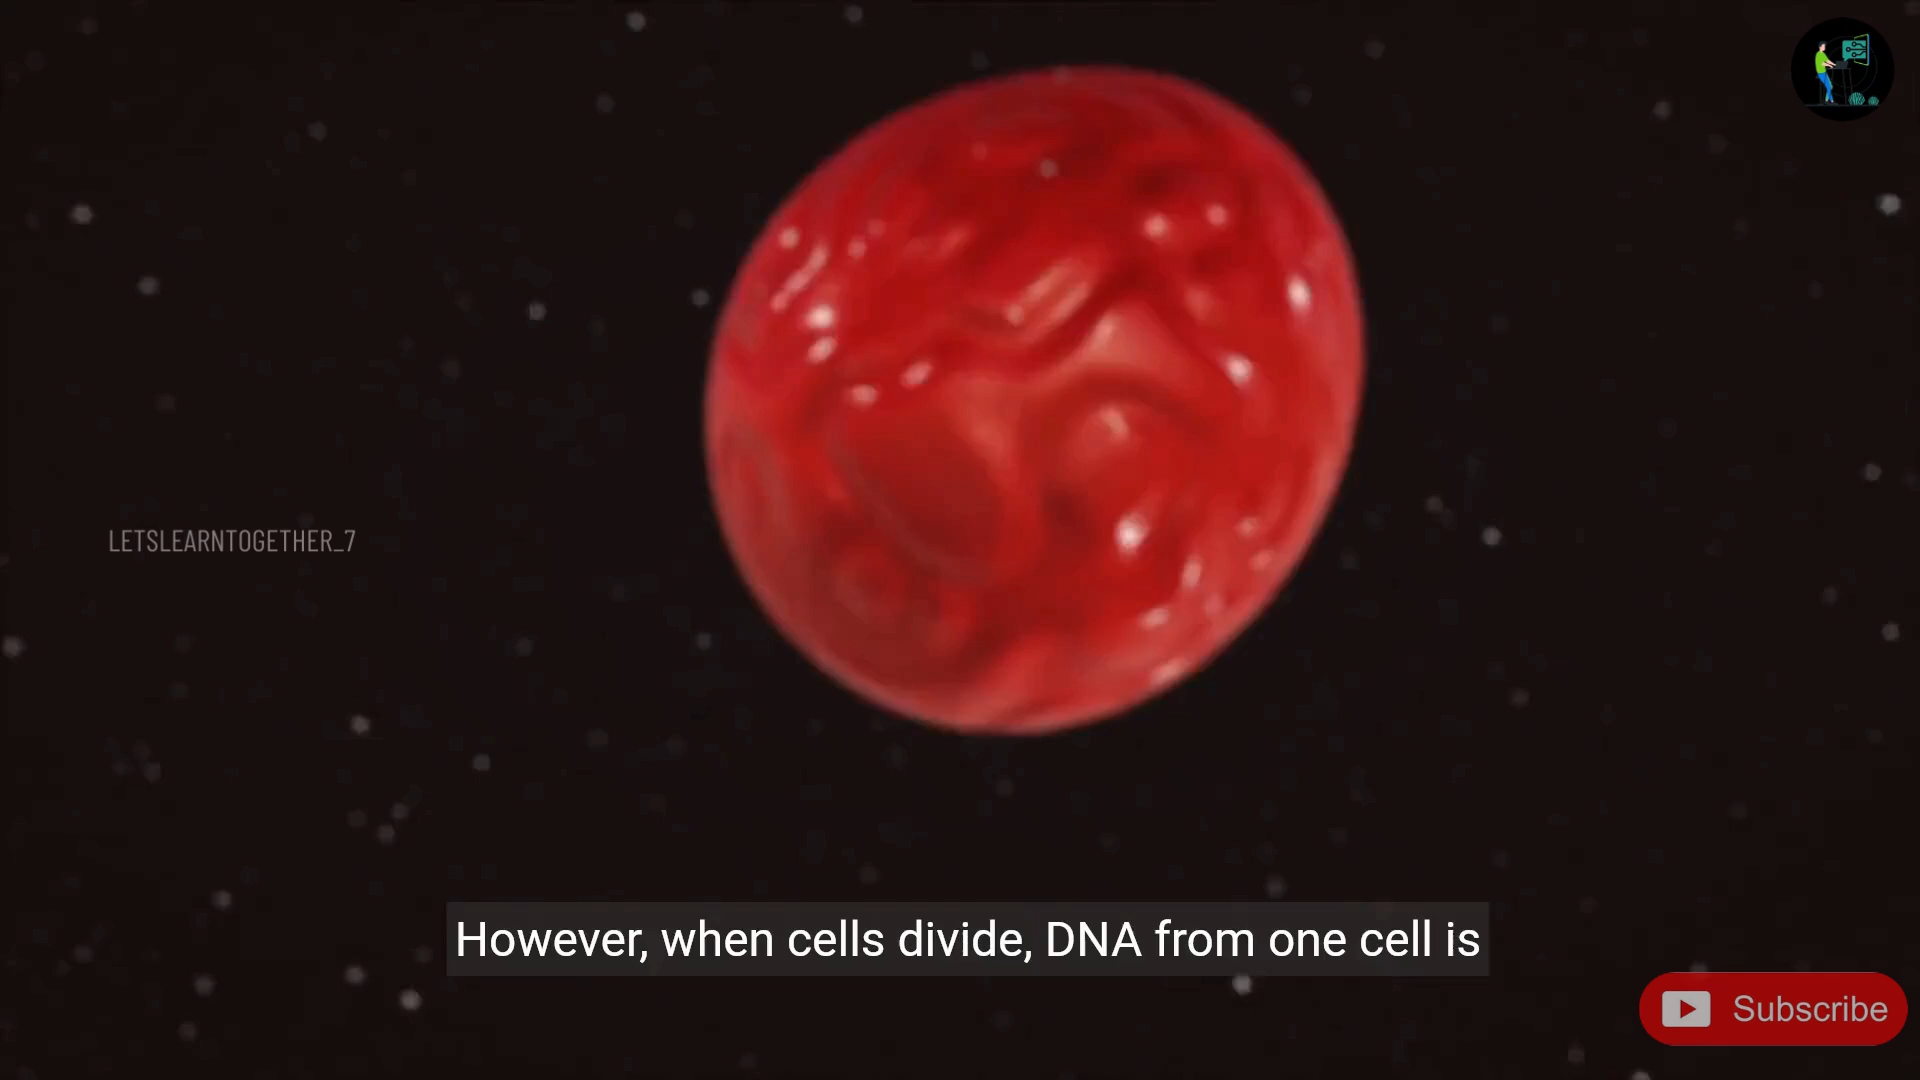 LETSLEARNTOGETHER_7
However, when cells divide, DNA from one cell is
Subscribe